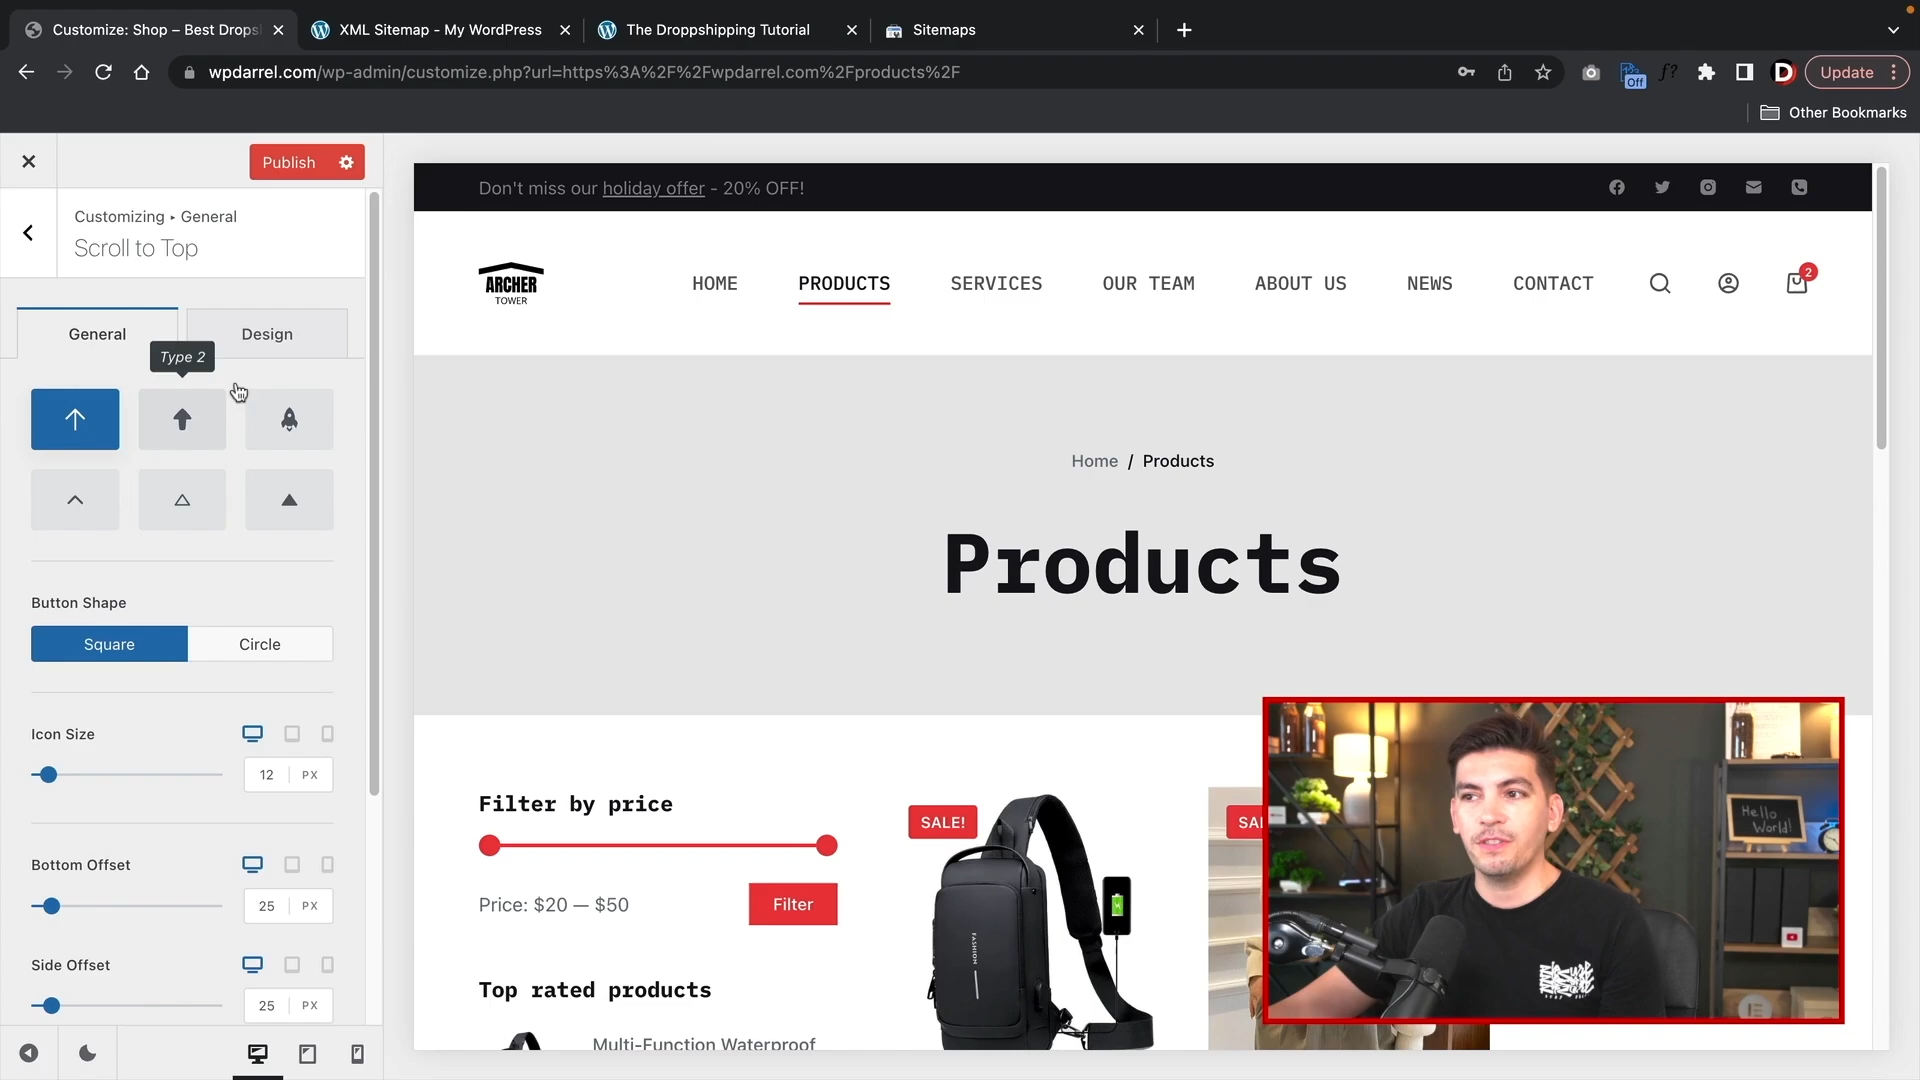 Customize: Shop – Best Drops
XML Sitemap - My WordPress
The Droppshipping Tutorial
Sitemaps
wpdarrel.com/wp-admin/customize.php?url=https%3A%2F%2Fwpdarrel.com%2Fproducts%2F
Off
f?
D
Update
Other Bookmarks
Publish
Customizing ▸ General
Scroll to Top
General
Design
Type 2
Button Shape
Square
Circle
Icon Size
12 PX
Bottom Offset
25 PX
Side Offset
25 PX
Don't miss our holiday offer - 20% OFF!
ARCHER
TOWER
HOME
PRODUCTS
SERVICES
OUR TEAM
ABOUT US
NEWS
CONTACT
2
Home / Products
Products
Filter by price
Price: $20 — $50
Filter
Top rated products
Multi-Function Waterproof
SALE!
FASHION
SAL
Hello
World!